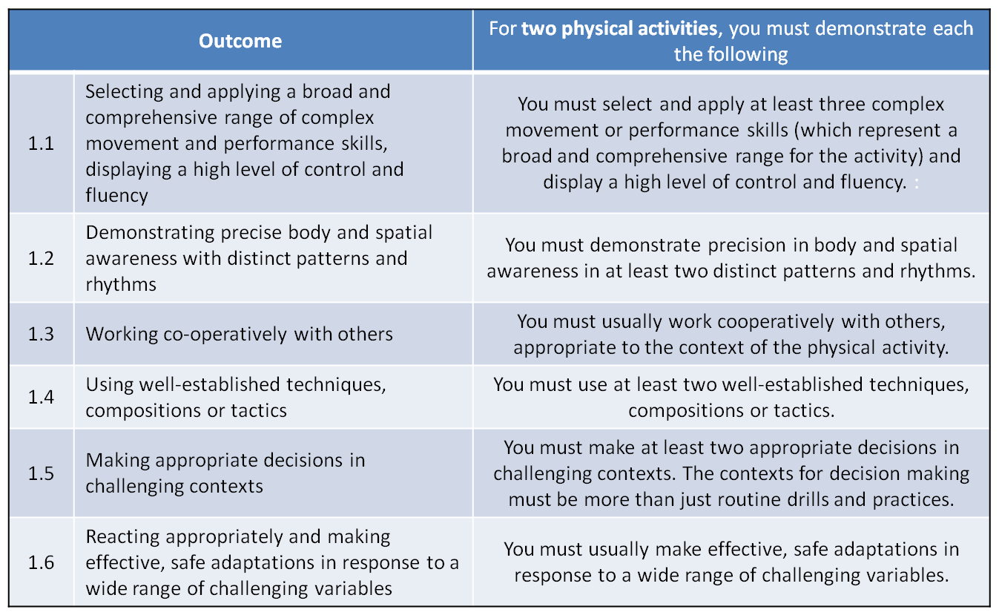 Outcome
For two physical activities, you must demonstrate each
the following
1.1
Selecting and applying a broad and
comprehensive range of complex
movement and performance skills,
displaying a high level of control and
fluency
You must select and apply at least three complex
movement or performance skills (which represent a
broad and comprehensive range for the activity) and
display a high level of control and fluency. :
1.2
Demonstrating precise body and spatial
awareness with distinct patterns and
rhythms
You must demonstrate precision in body and spatial
awareness in at least two distinct patterns and rhythms.
1.3
Working co-operatively with others
You must usually work cooperatively with others,
appropriate to the context of the physical activity.
1.4
Using well-established techniques,
compositions or tactics
You must use at least two well-established techniques,
compositions or tactics.
1.5
Making appropriate decisions in
challenging contexts
You must make at least two appropriate decisions in
challenging contexts. The contexts for decision making
must be more than just routine drills and practices.
1.6
Reacting appropriately and making
effective, safe adaptations in response to a
wide range of challenging variables
You must usually make effective, safe adaptations in
response to a wide range of challenging variables.